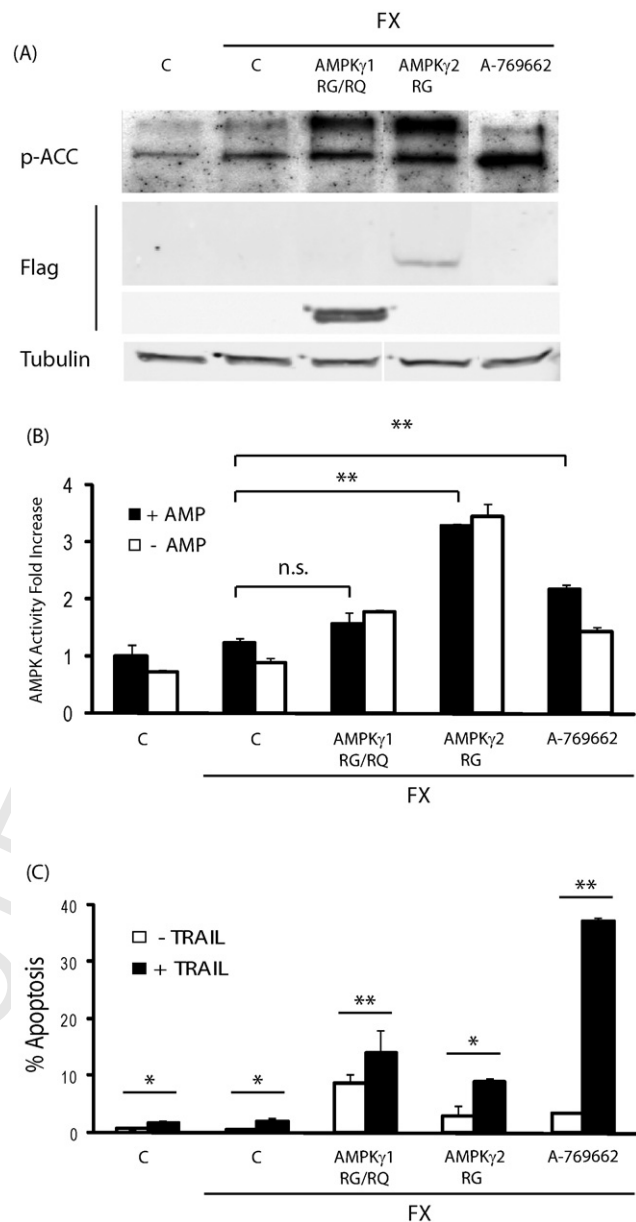 FX
(A)
C C AMPKγ1 AMPKγ2 A-769662
RG/RQ RG
p-ACC
Flag
Tubulin
(B)
**
**
n.s.
AMPK Activity Fold Increase
4
3
2
1
0
+ AMP
- AMP
C C AMPKγ1 AMPKγ2 A-769662
RG/RQ RG
FX
(C)
% Apoptosis
40
30
20
10
0
- TRAIL
+ TRAIL
* * ** * **
C C AMPKγ1 AMPKγ2 A-769662
RG/RQ RG
FX